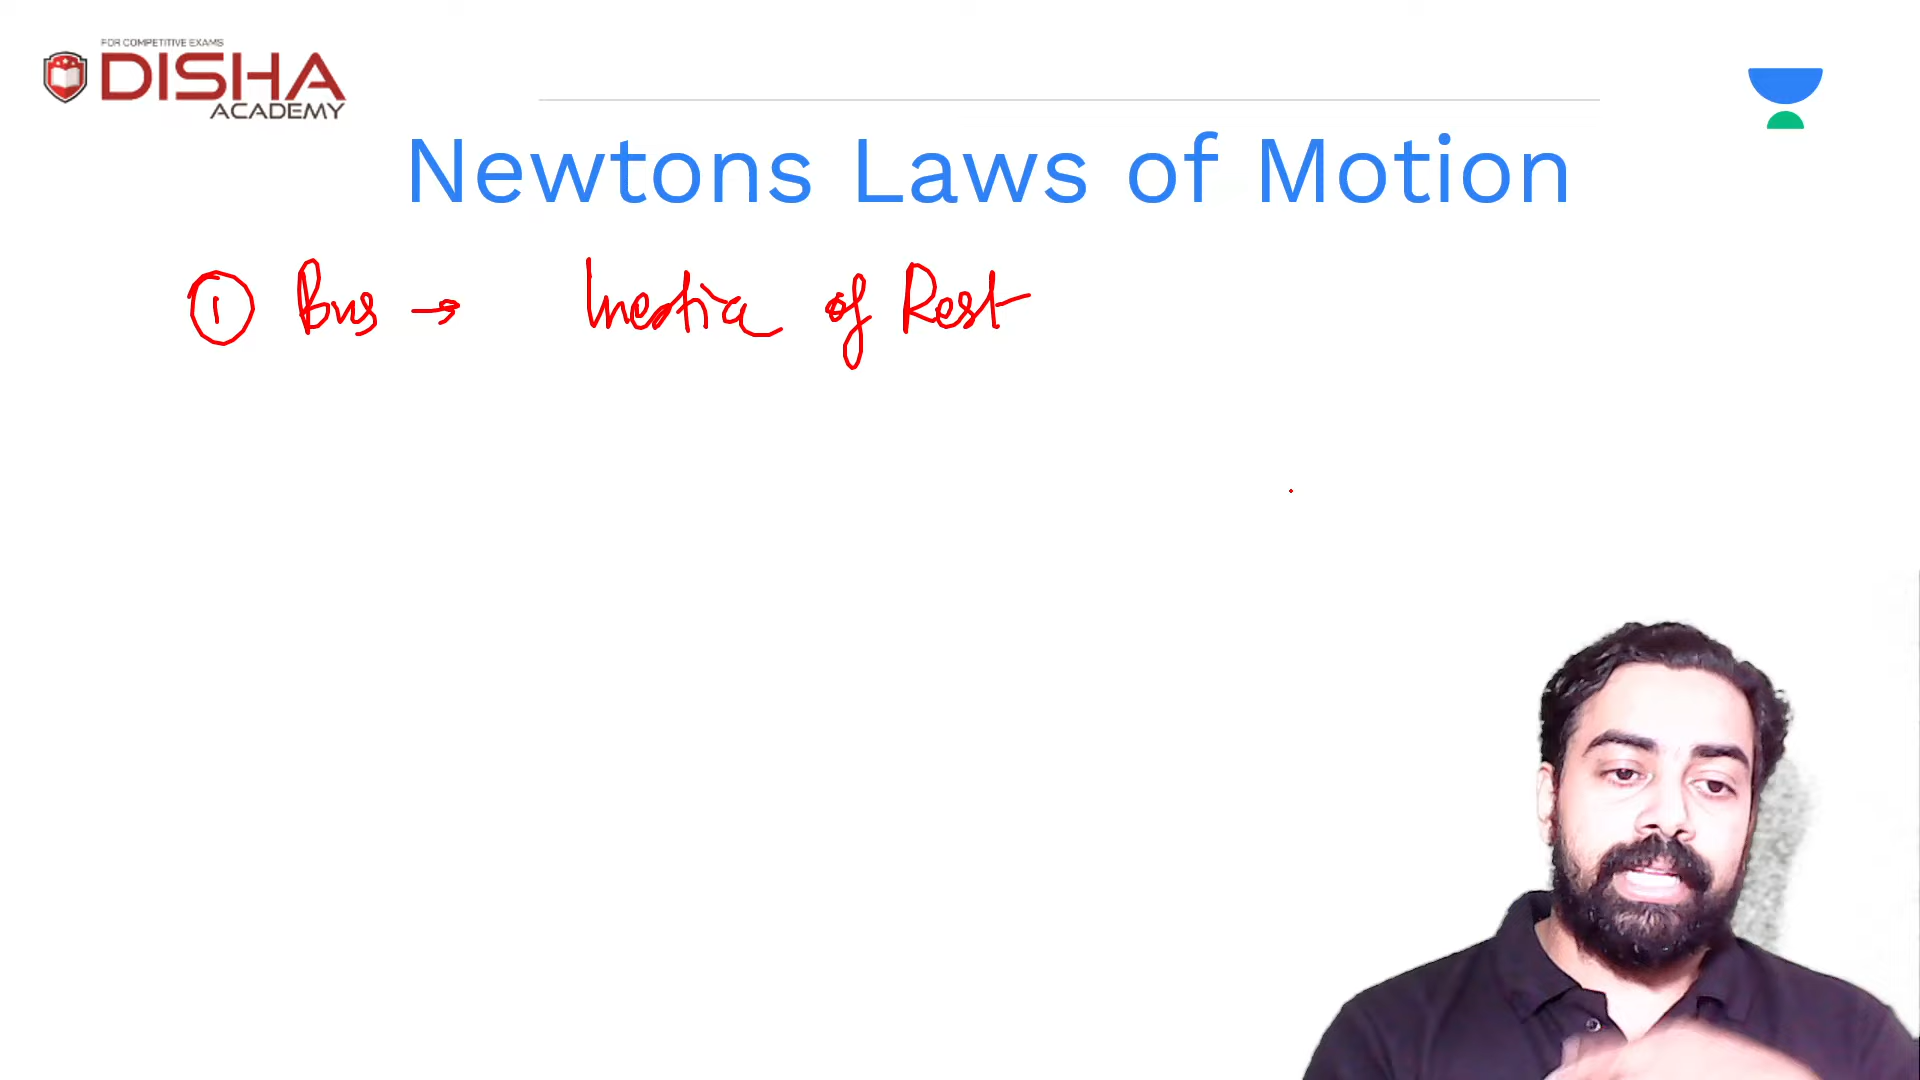 FOR COMPETITIVE EXAMS
DISHA
ACADEMY
Newtons Laws of Motion
① Bus → Inertia of Rest